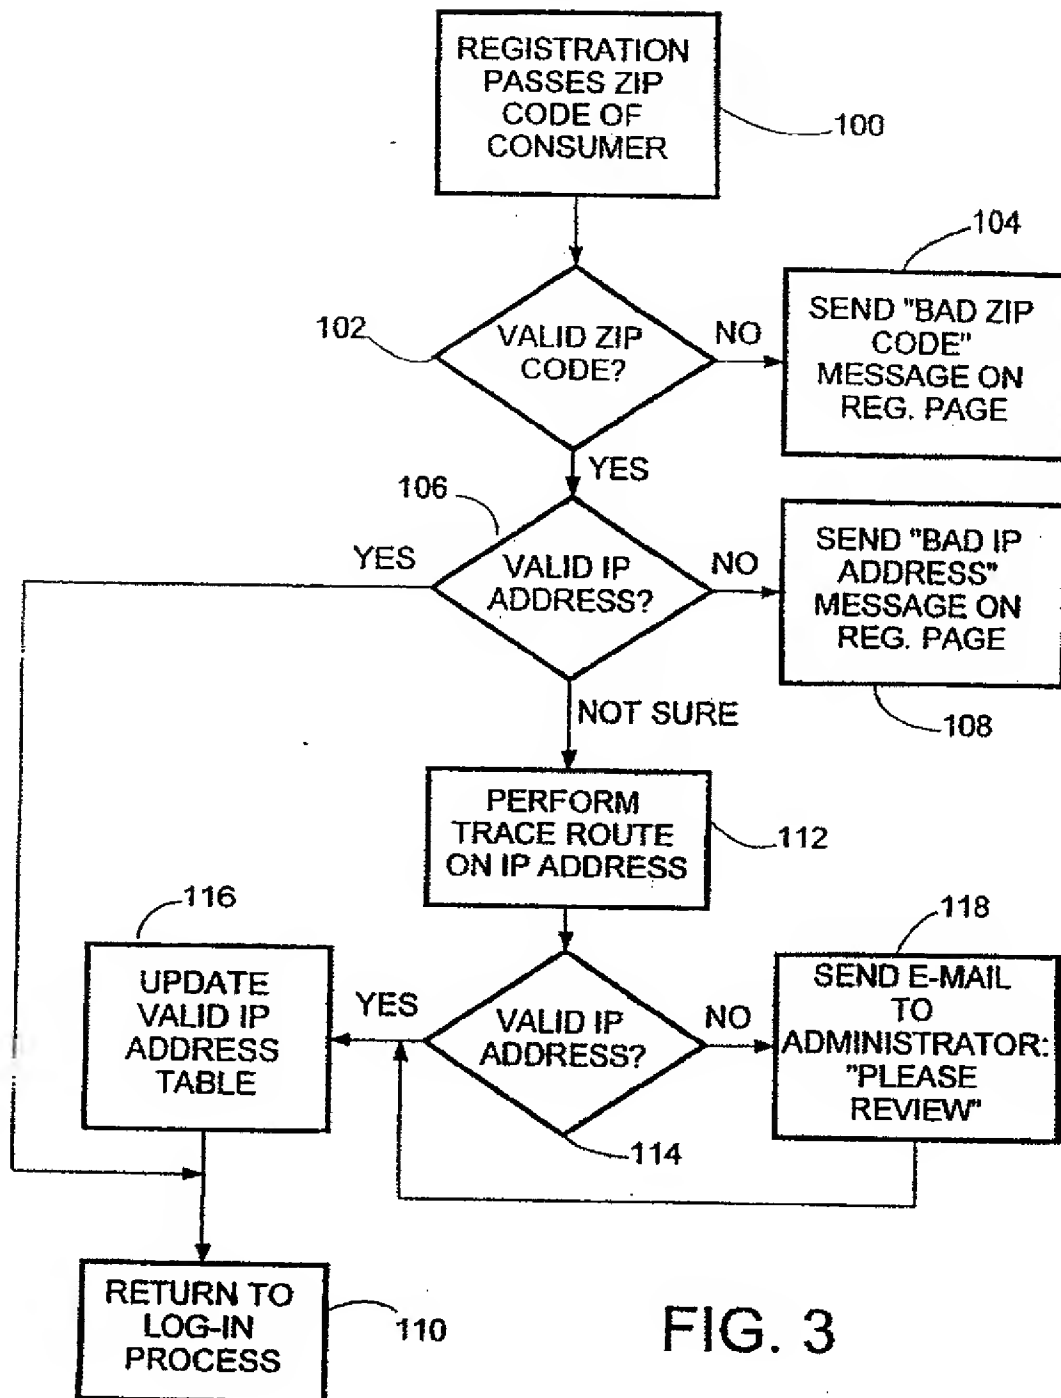 REGISTRATION
PASSES ZIP
CODE OF
CONSUMER
100
104
102
VALID ZIP
CODE?
NO
SEND "BAD ZIP
CODE"
MESSAGE ON
REG. PAGE
YES
106
YES
VALID IP
ADDRESS?
NO
SEND "BAD IP
ADDRESS"
MESSAGE ON
REG. PAGE
NOT SURE
108
PERFORM
TRACE ROUTE
ON IP ADDRESS
112
116
118
UPDATE
VALID IP
ADDRESS
TABLE
YES
VALID IP
ADDRESS?
NO
SEND E-MAIL
TO
ADMINISTRATOR:
"PLEASE
REVIEW"
114
RETURN TO
LOG-IN
PROCESS
110
FIG. 3